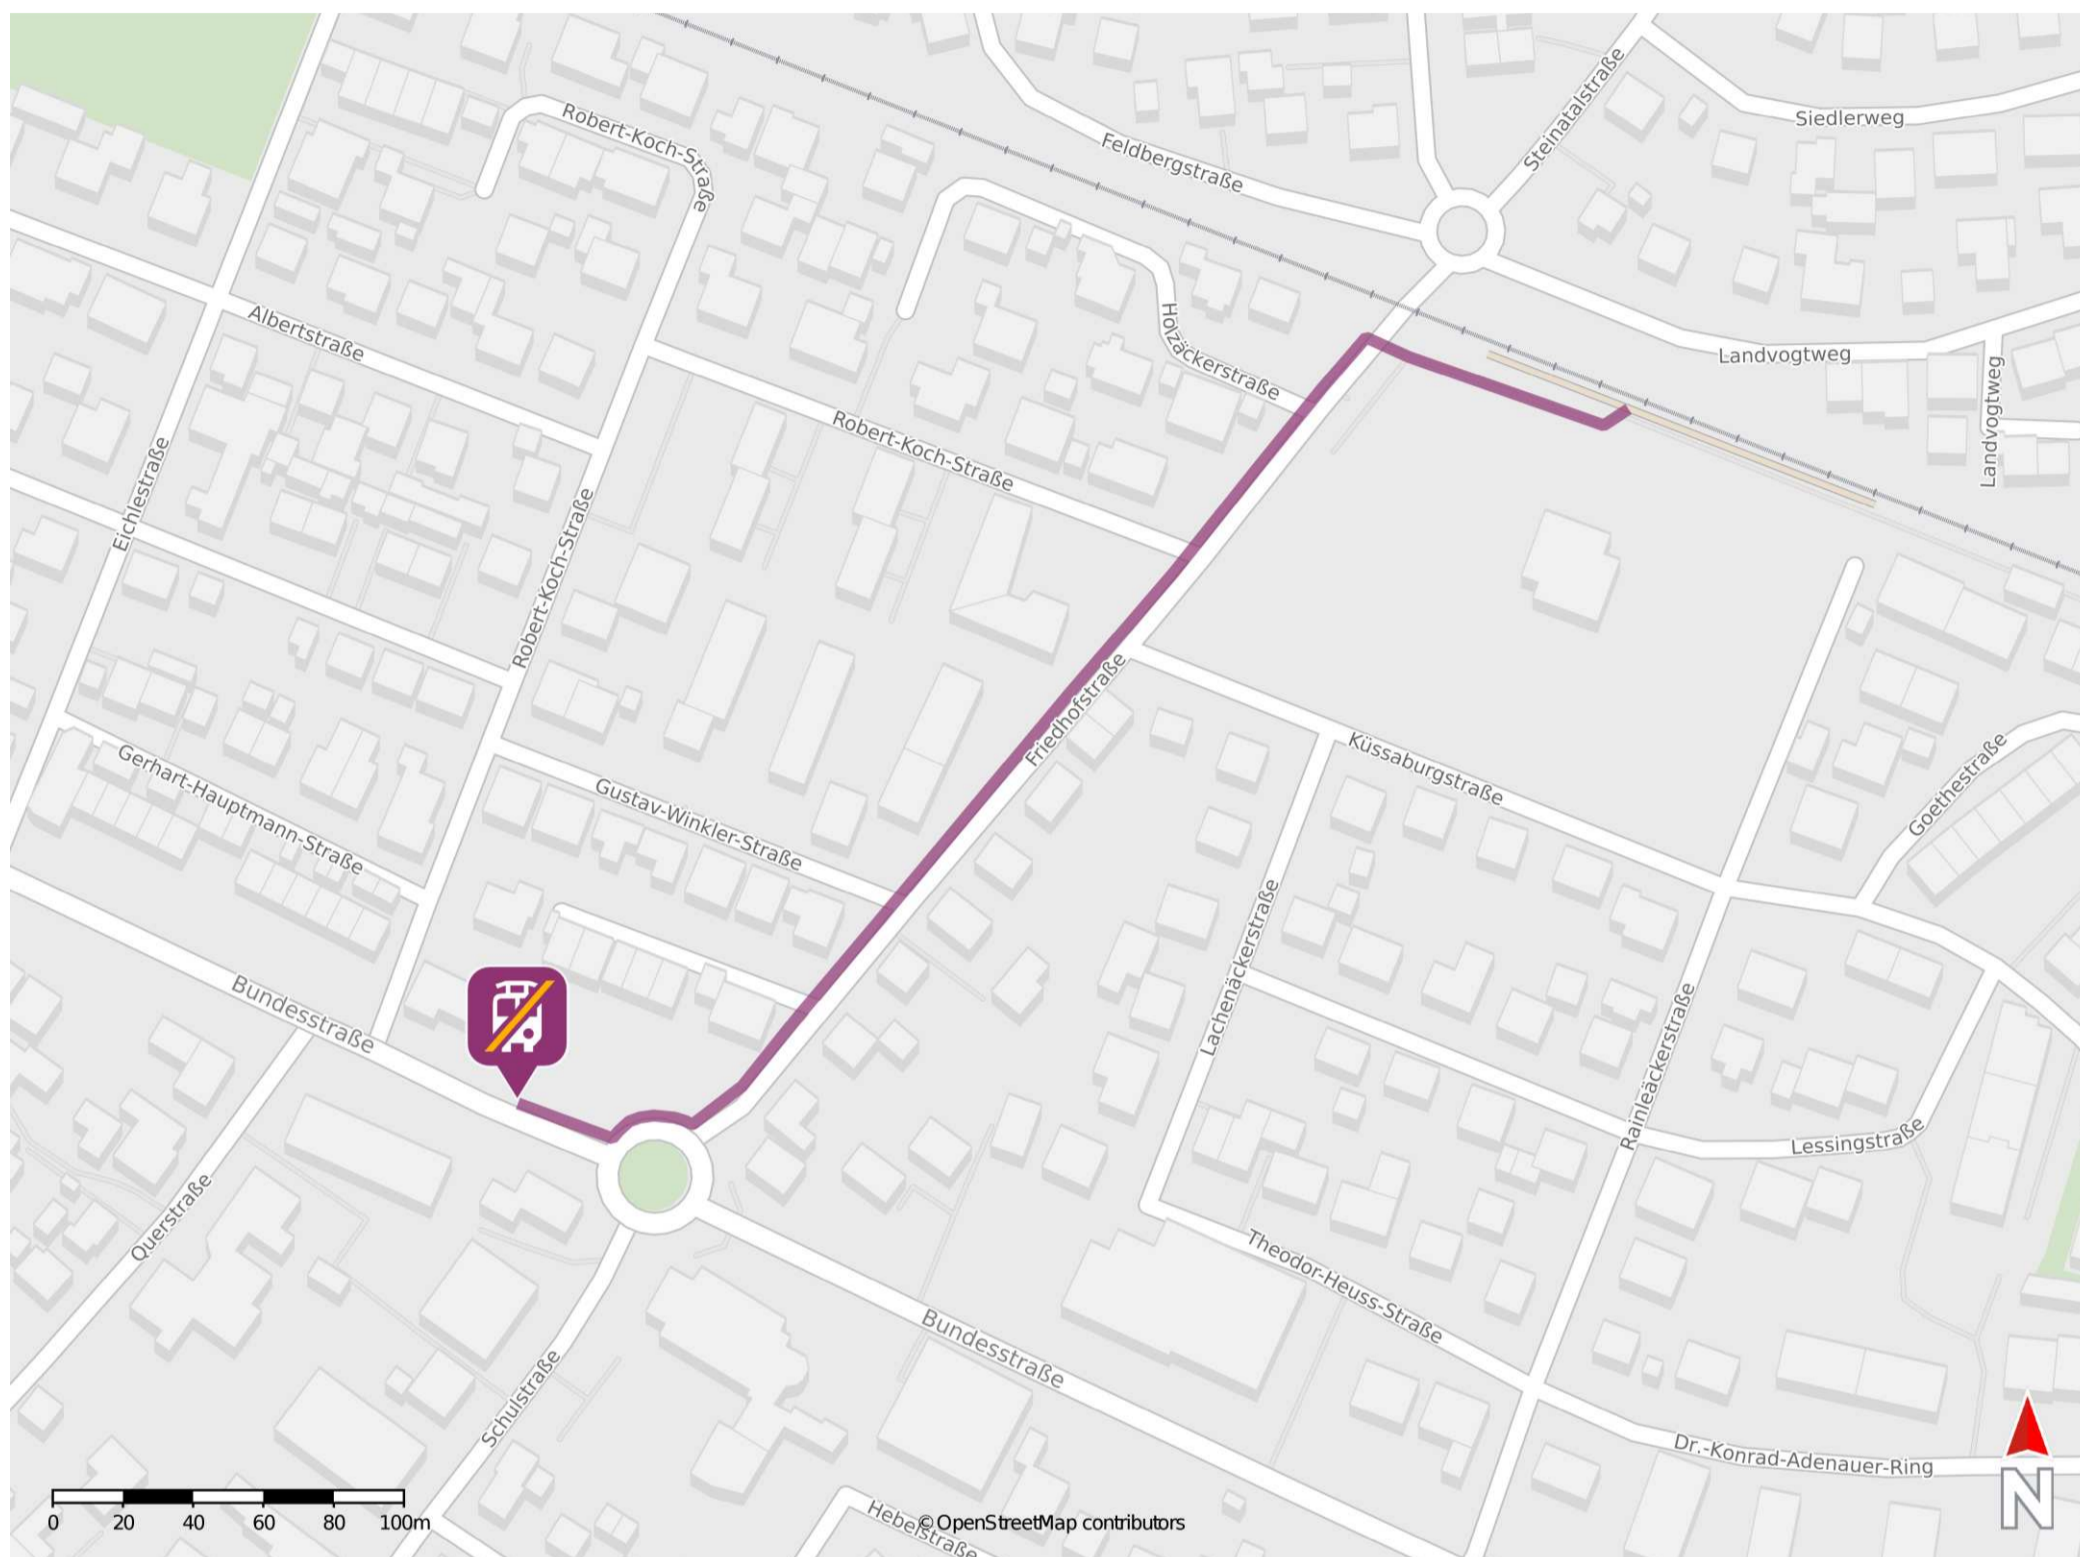 Robert-Koch-Straße
Feldbergstraße
Steinatalstraße
Siedlerweg
Albertstraße
Holzäckerstraße
Landvogtweg
Landvogtweg
Eichlestraße
Robert-Koch-Straße
Robert-Koch-Straße
Friedhofstraße
Gerhart-Hauptmann-Straße
Gustav-Winkler-Straße
Küssaburgstraße
Goethestraße
Bundesstraße
Lachenäckerstraße
Rainleäckerstraße
Lessingstraße
Querstraße
Theodor-Heuss-Straße
Bundesstraße
Schulstraße
Dr.-Konrad-Adenauer-Ring
N
0 20 40 60 80 100m
Hebelstraße
© OpenStreetMap contributors